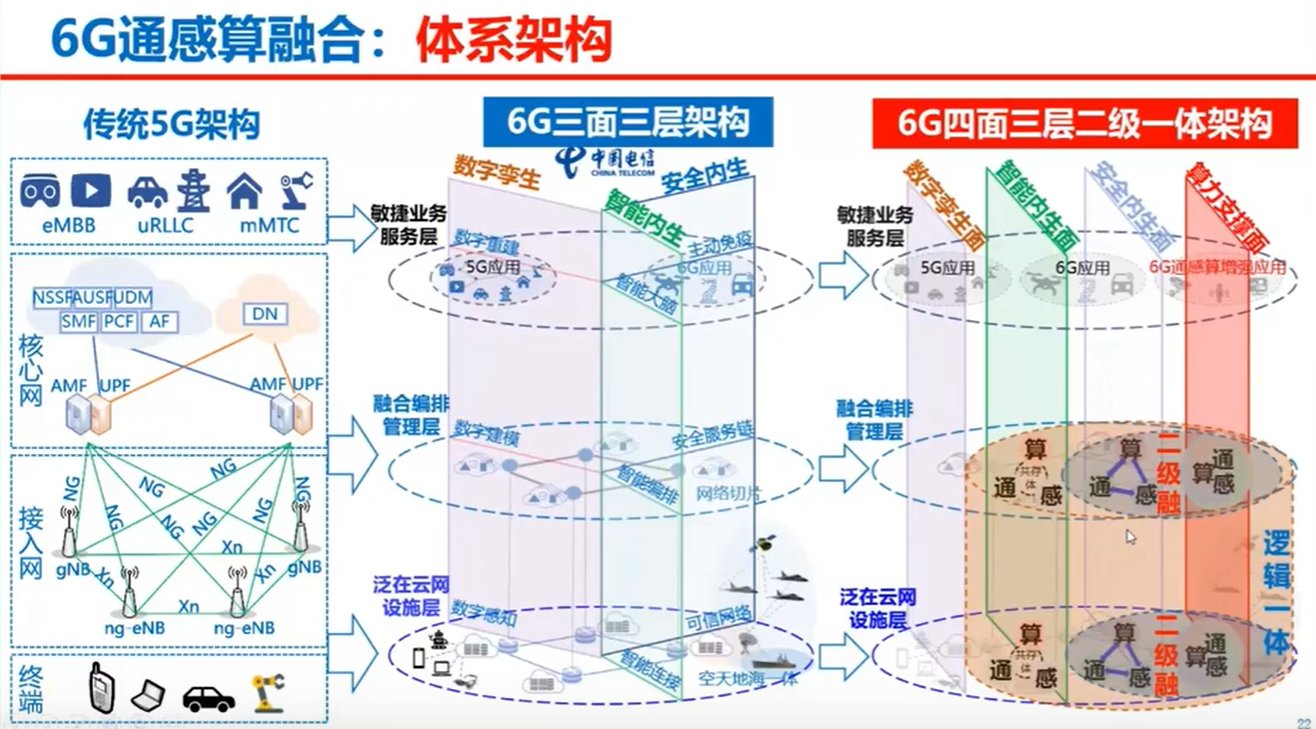 6G通感算融合：体系架构
传统5G架构
eMBB
uRLLC
mMTC
核心网
NSSF
AUSF
UDM
SMF
PCF
AF
DN
AMF
UPF
AMF
UPF
接入网
NG
NG
NG
NG
NG
NG
NG
NG
Xn
Xn
Xn
Xn
gNB
gNB
ng-eNB
ng-eNB
终端
6G三面三层架构
中国电信
CHINA TELECOM
数字孪生
智能内生
安全内生
敏捷业务
服务层
数字重建
5G应用
主动免疫
6G应用
智能大脑
融合编排
管理层
数字建模
安全服务链
智能编排
网络切片
泛在云网
设施层
数字感知
可信网络
智能连接
空天地海一体
6G四面三层二级一体架构
数字孪生面
智能内生面
安全内生面
算力支撑面
敏捷业务
服务层
5G应用
6G应用
6G通感算增强应用
融合编排
管理层
算
共存
体
通
感
算
通
感
二级融
通
算
感
逻辑一体
泛在云网
设施层
算
共存
体
通
感
算
通
感
二级融
通
算
感
22